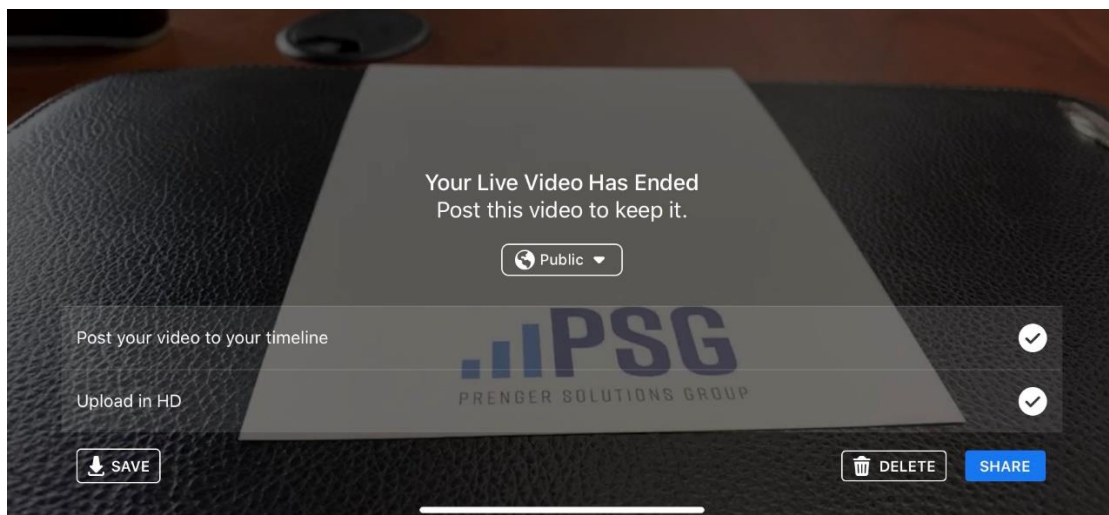 Your Live Video Has Ended
Post this video to keep it.
Public
Post your video to your timeline
PSG
PRENGER SOLUTIONS GROUP
Upload in HD
SAVE
DELETE
SHARE